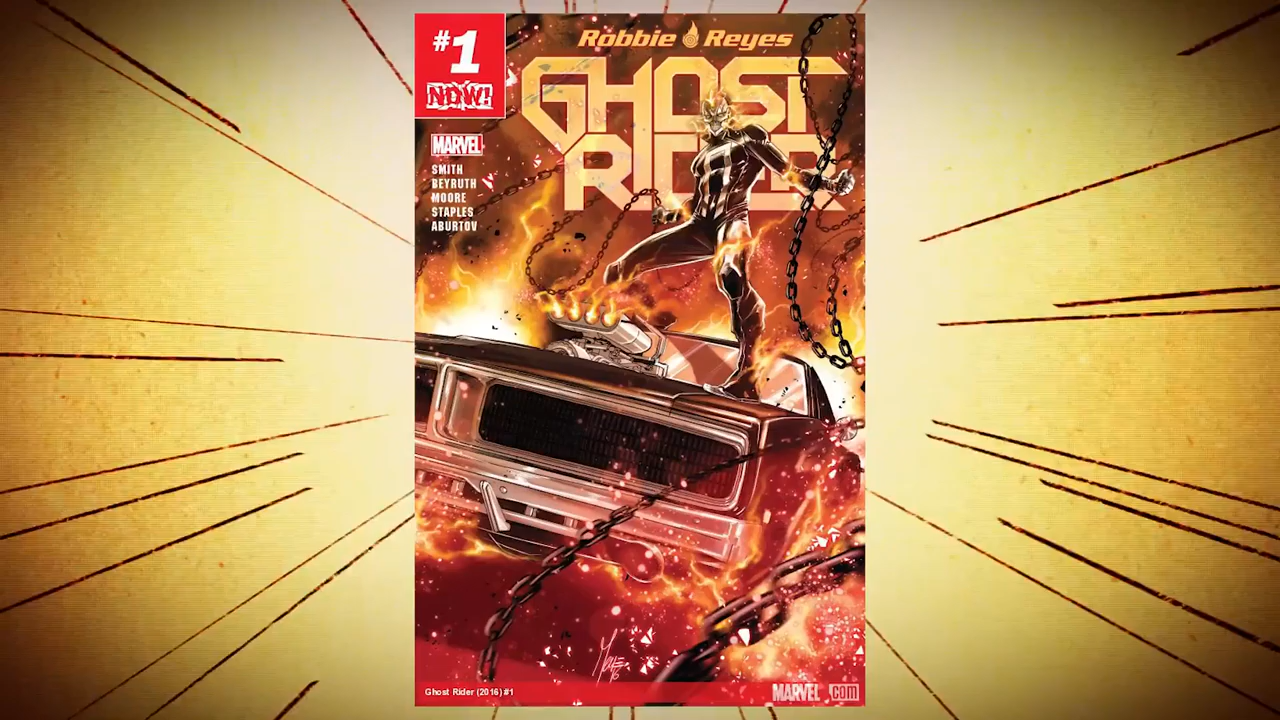 #1
NOW!
Robbie Reyes
GHOST
RIDER
MARVEL
SMITH
BEYRUTH
MOORE
STAPLES
ABURTOV
Ghost Rider (2016) #1
MARVEL.com